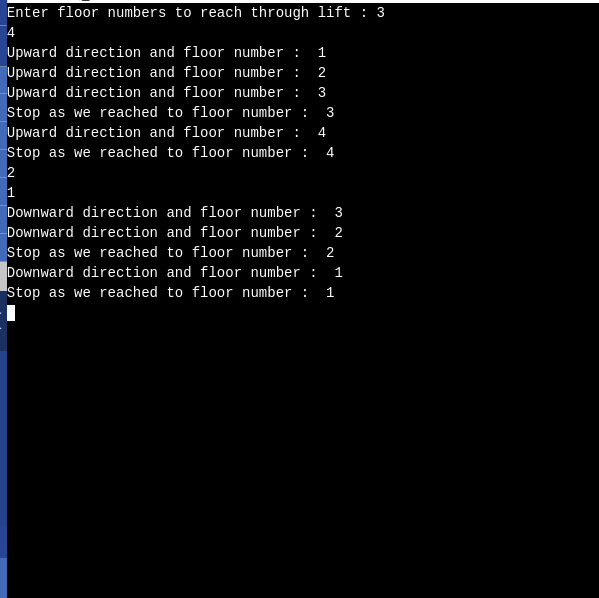 Enter floor numbers to reach through lift : 3
4
Upward direction and floor number :  1
Upward direction and floor number :  2
Upward direction and floor number :  3
Stop as we reached to floor number :  3
Upward direction and floor number :  4
Stop as we reached to floor number :  4
2
1
Downward direction and floor number :  3
Downward direction and floor number :  2
Stop as we reached to floor number :  2
Downward direction and floor number :  1
Stop as we reached to floor number :  1